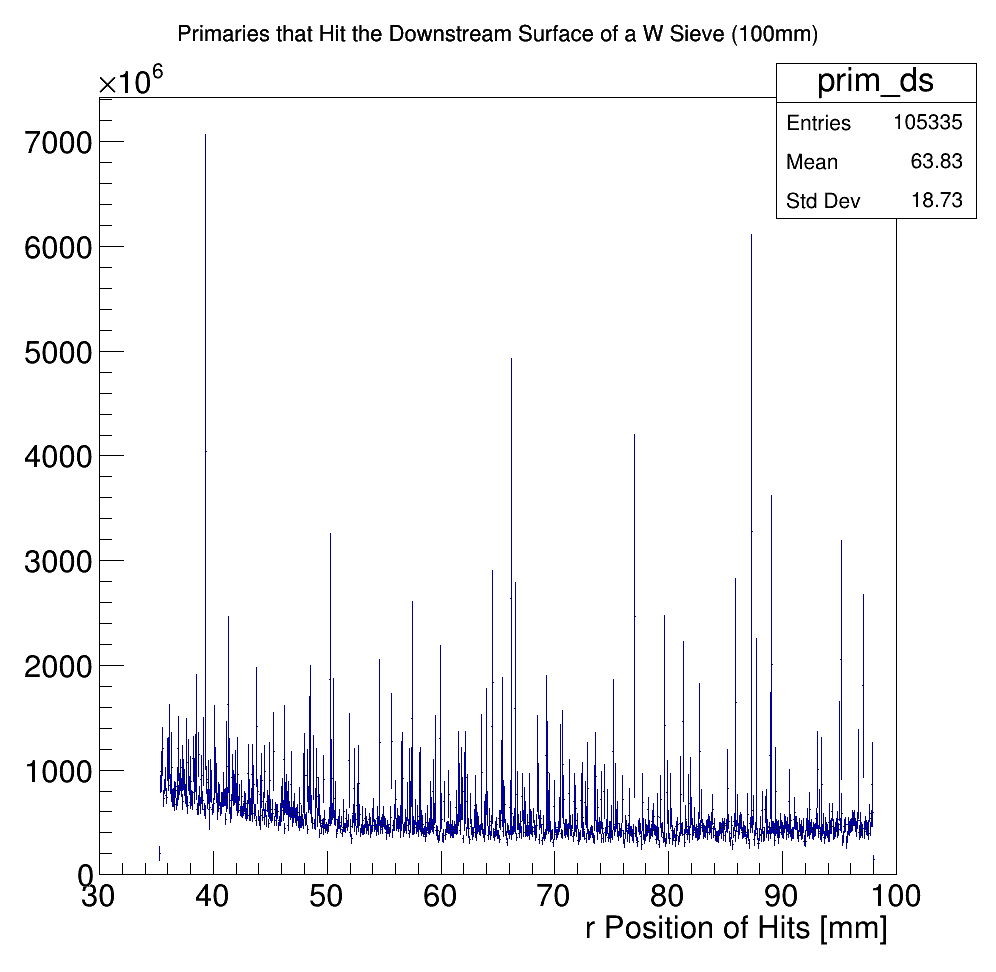 Primaries that Hit the Downstream Surface of a W Sieve (100mm)
×10⁶
prim_ds
Entries 105335
Mean 63.83
Std Dev 18.73
7000
6000
5000
4000
3000
2000
1000
0
30 40 50 60 70 80 90 100
r Position of Hits [mm]